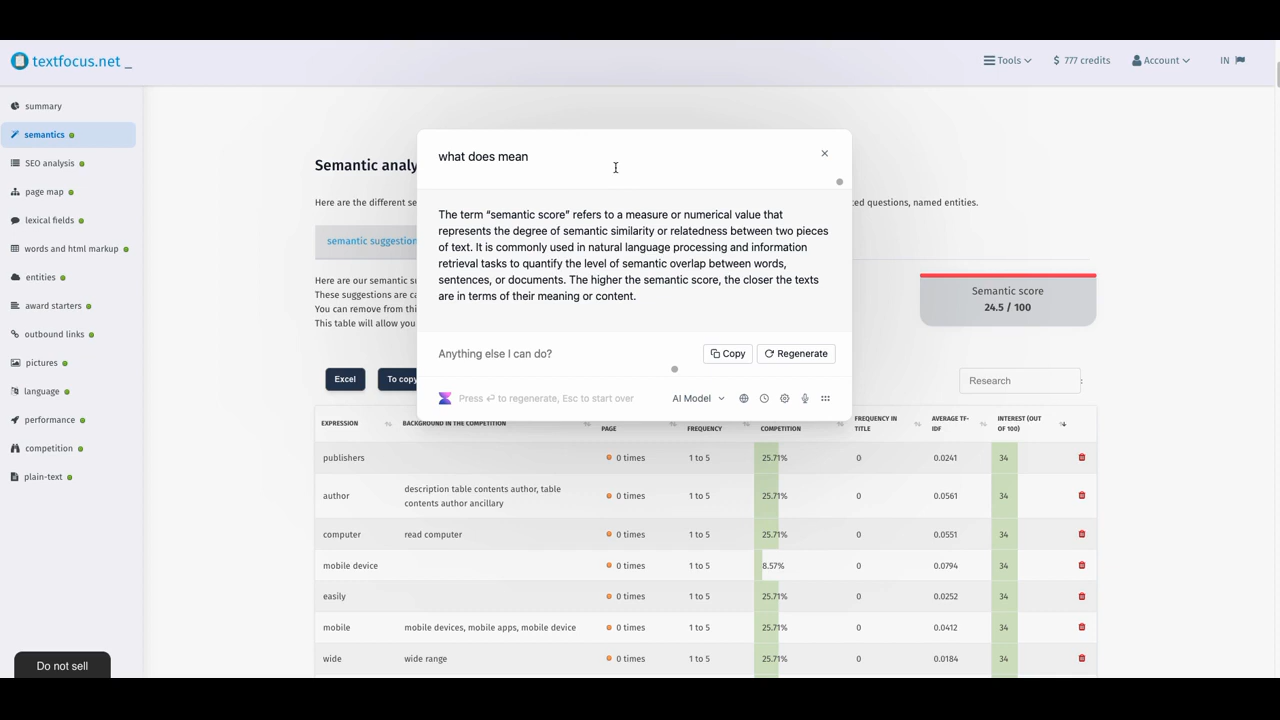 textfocus.net _
Tools
$ 777 credits
Account
IN
summary
semantics
SEO analysis
page map
lexical fields
words and html markup
entities
award starters
outbound links
pictures
language
performance
competition
plain-text
Do not sell
Semantic analy
Here are the different se
ed questions, named entities.
semantic suggestion
Here are our semantic su
These suggestions are ca
You can remove from thi
This table will allow you
Semantic score
24.5 / 100
what does mean
The term “semantic score” refers to a measure or numerical value that
represents the degree of semantic similarity or relatedness between two pieces
of text. It is commonly used in natural language processing and information
retrieval tasks to quantify the level of semantic overlap between words,
sentences, or documents. The higher the semantic score, the closer the texts
are in terms of their meaning or content.
Anything else I can do?
Copy
Regenerate
Press ⏎ to regenerate, Esc to start over
AI Model
Excel
To copy
Research
EXPRESSION BACKGROUND IN THE COMPETITION PAGE FREQUENCY COMPETITION FREQUENCY IN TITLE AVERAGE TF-IDF INTEREST (OUT OF 100)
publishers 0 times 1 to 5 25.71% 0 0.0241 34
author description table contents author, table contents author ancillary 0 times 1 to 5 25.71% 0 0.0561 34
computer read computer 0 times 1 to 5 25.71% 0 0.0551 34
mobile device 0 times 1 to 5 8.57% 0 0.0794 34
easily 0 times 1 to 5 25.71% 0 0.0252 34
mobile mobile devices, mobile apps, mobile device 0 times 1 to 5 25.71% 0 0.0412 34
wide wide range 0 times 1 to 5 25.71% 0 0.0184 34